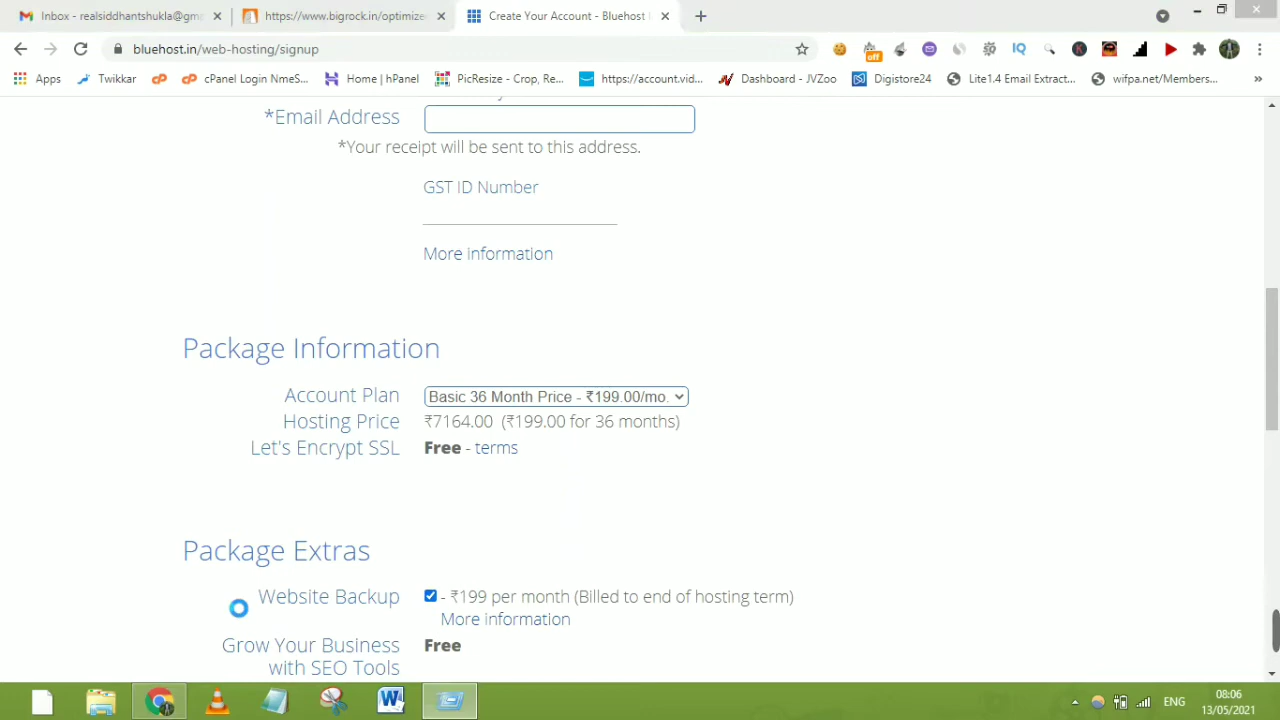 Inbox - realsiddhantshukla@gm
https://www.bigrock.in/optimize
Create Your Account - Bluehost
bluehost.in/web-hosting/signup
off
IQ
K
Apps
Twikkar
cPanel Login NmeS...
Home | hPanel
PicResize - Crop, Re...
https://account.vid...
Dashboard - JVZoo
Digistore24
Lite1.4 Email Extract...
wifpa.net/Members...
»
*Email Address
*Your receipt will be sent to this address.
GST ID Number
More information
Package Information
Account Plan
Basic 36 Month Price - ₹199.00/mo.
Hosting Price
₹7164.00 (₹199.00 for 36 months)
Let's Encrypt SSL
Free - terms
Package Extras
Website Backup
- ₹199 per month (Billed to end of hosting term)
More information
Grow Your Business
with SEO Tools
Free
ENG
08:06
13/05/2021